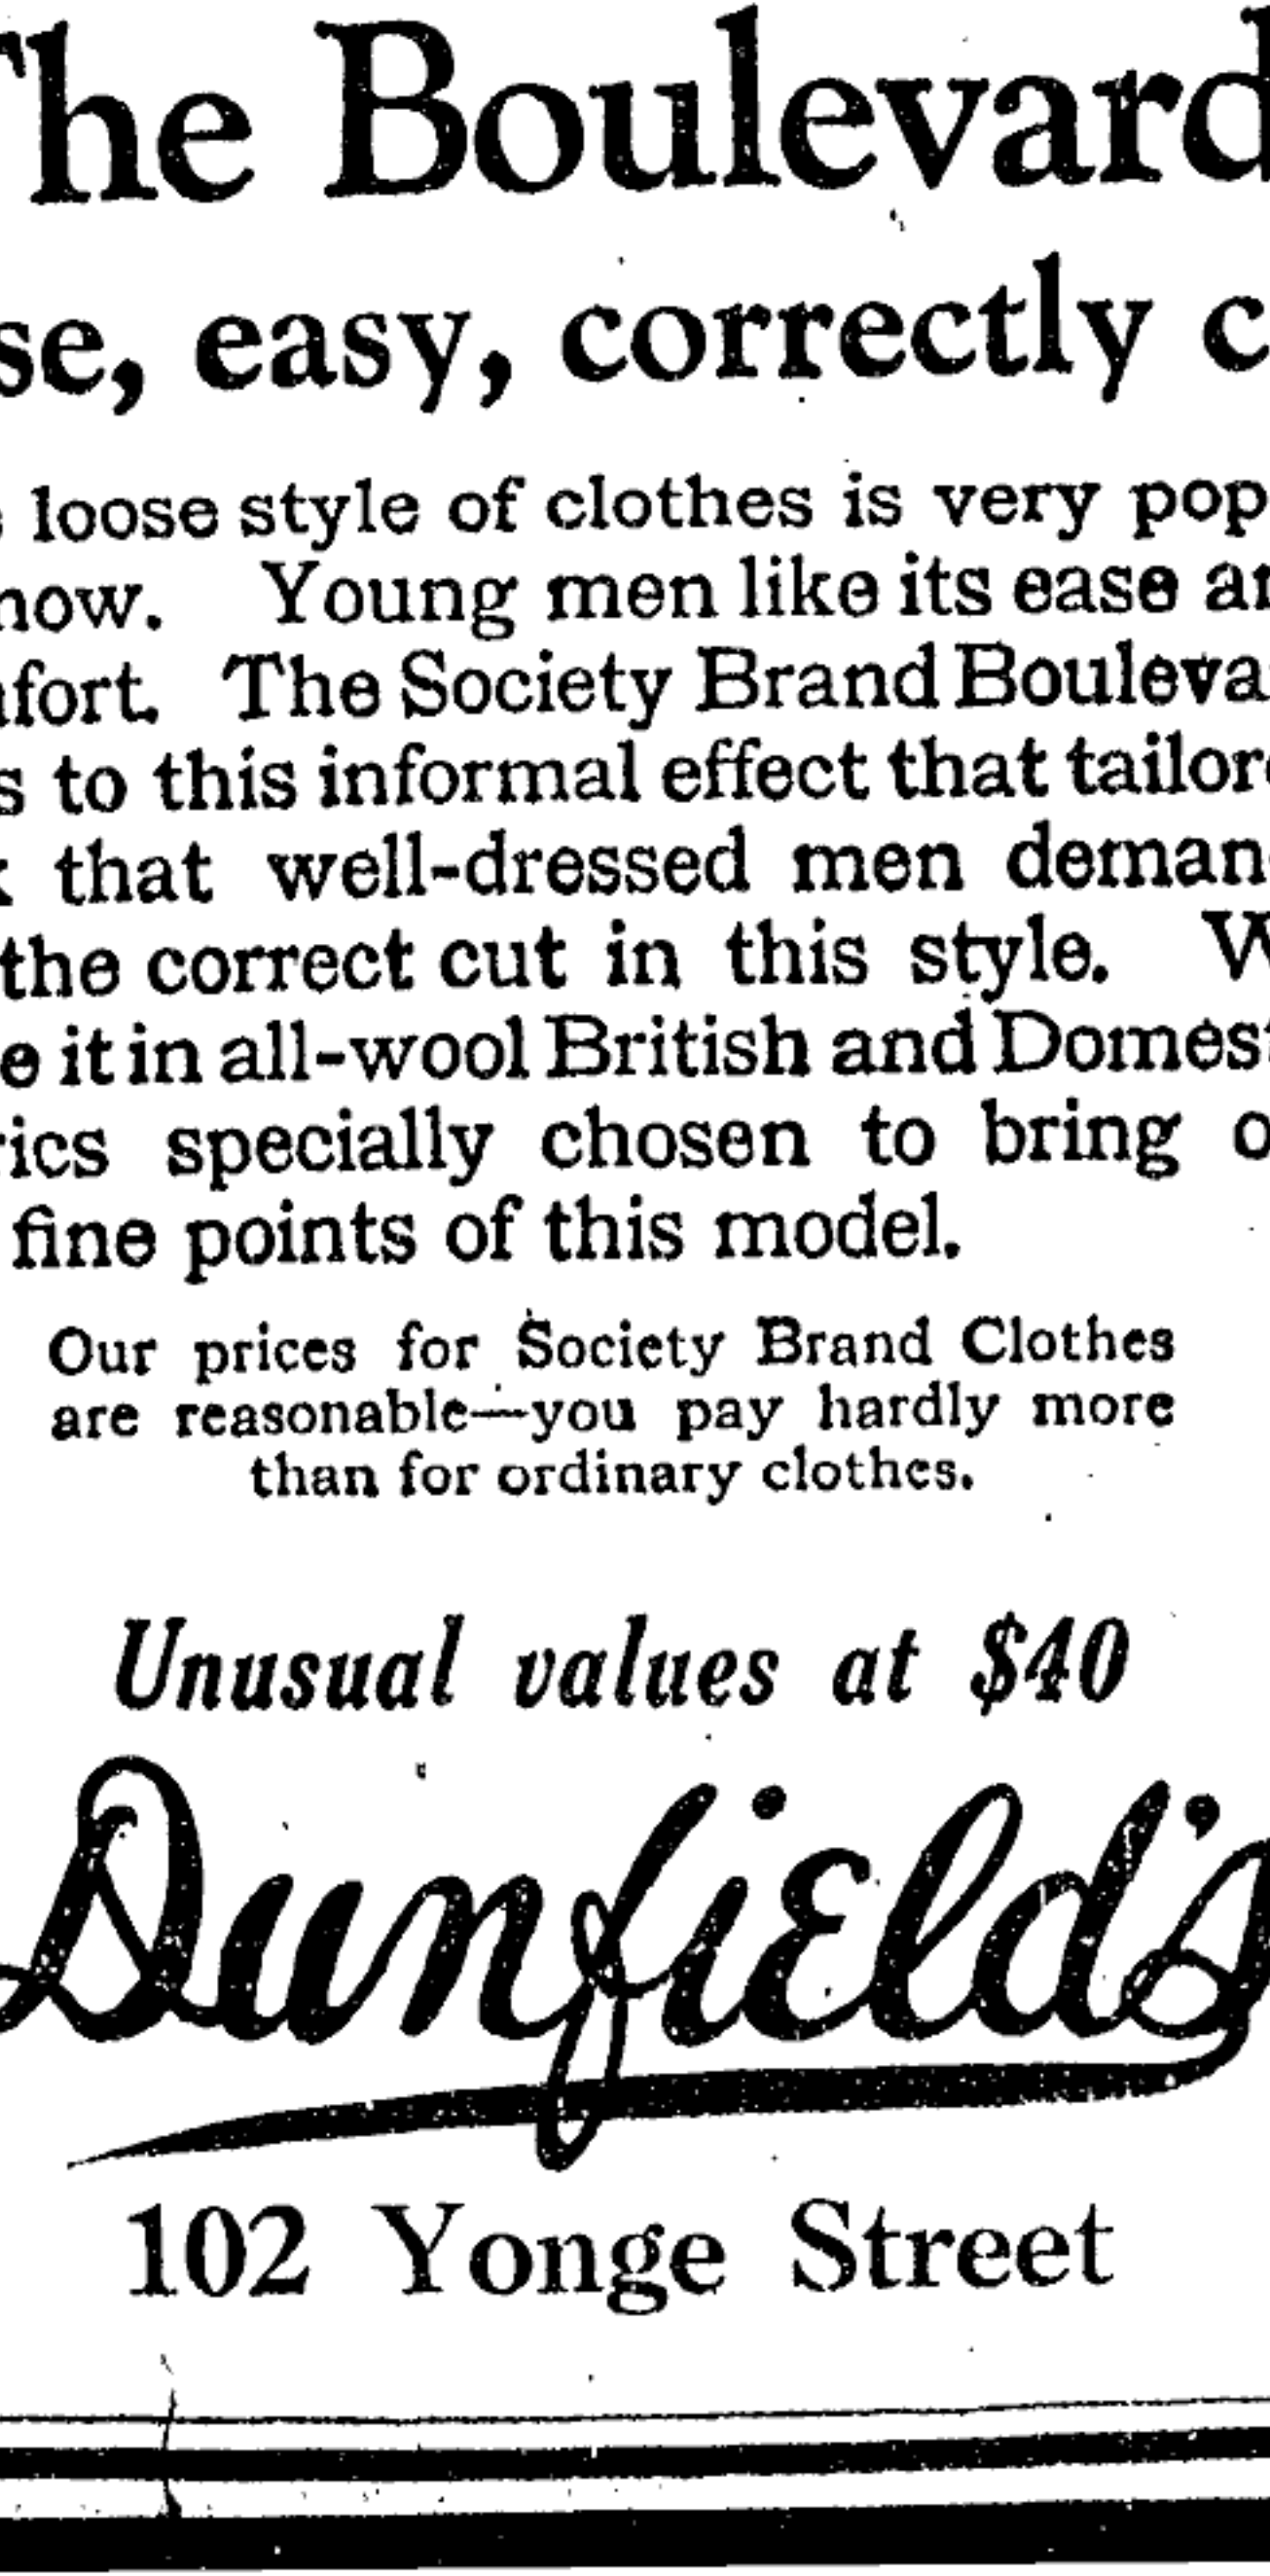 The Boulevard
se, easy, correctly c
loose style of clothes is very pop
now. Young men like its ease an
fort. The Society Brand Bouleva
s to this informal effect that tailor
that well-dressed men deman
the correct cut in this style. W
e it in all-wool British and Domest
rics specially chosen to bring o
fine points of this model.
Our prices for Society Brand Clothes
are reasonable—you pay hardly more
than for ordinary clothes.
Unusual values at $40
Dunfield's
102 Yonge Street